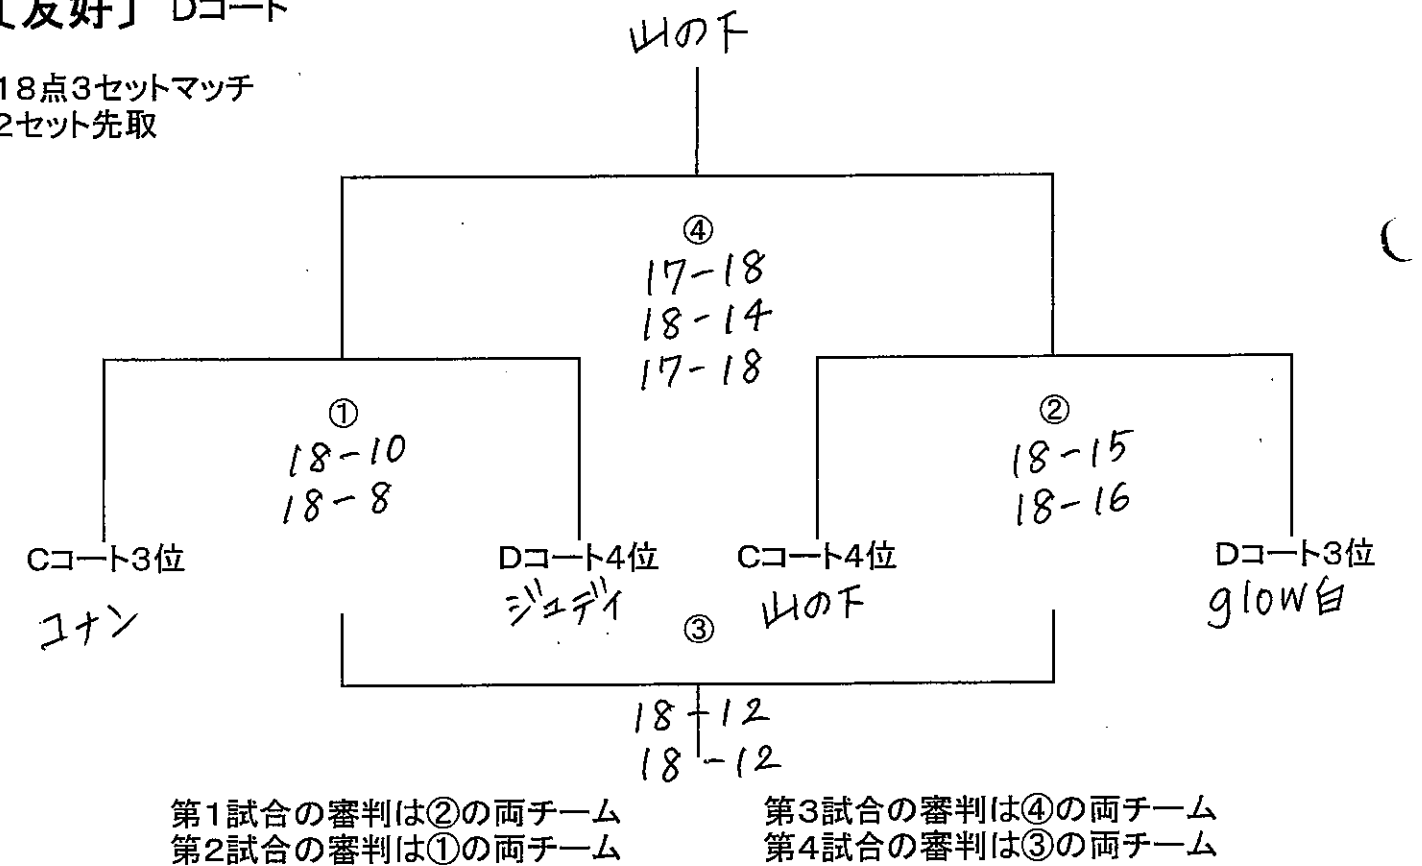 〔友好〕 Dコート
山の下
18点3セットマッチ
2セット先取
④
17-18
18-14
17-18
①
18-10
18-8
②
18-15
18-16
Cコート3位
Dコート4位
Cコート4位
Dコート3位
コナン
ジュディ
山の下
glow白
③
18-12
18-12
第1試合の審判は②の両チーム
第3試合の審判は④の両チーム
第2試合の審判は①の両チーム
第4試合の審判は③の両チーム